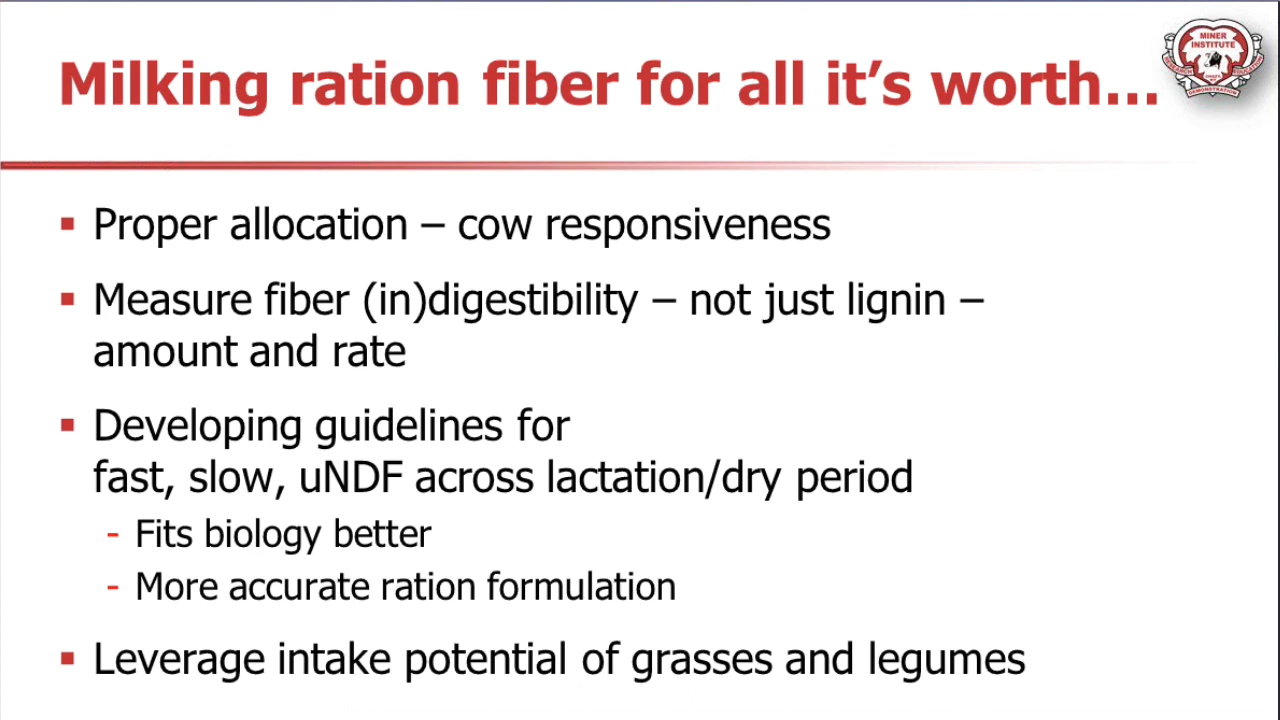 Milking ration fiber for all it's worth...
MINER
INSTITUTE
DEMONSTRATION
▪ Proper allocation – cow responsiveness
▪ Measure fiber (in)digestibility – not just lignin –
amount and rate
▪ Developing guidelines for
fast, slow, uNDF across lactation/dry period
- Fits biology better
- More accurate ration formulation
▪ Leverage intake potential of grasses and legumes